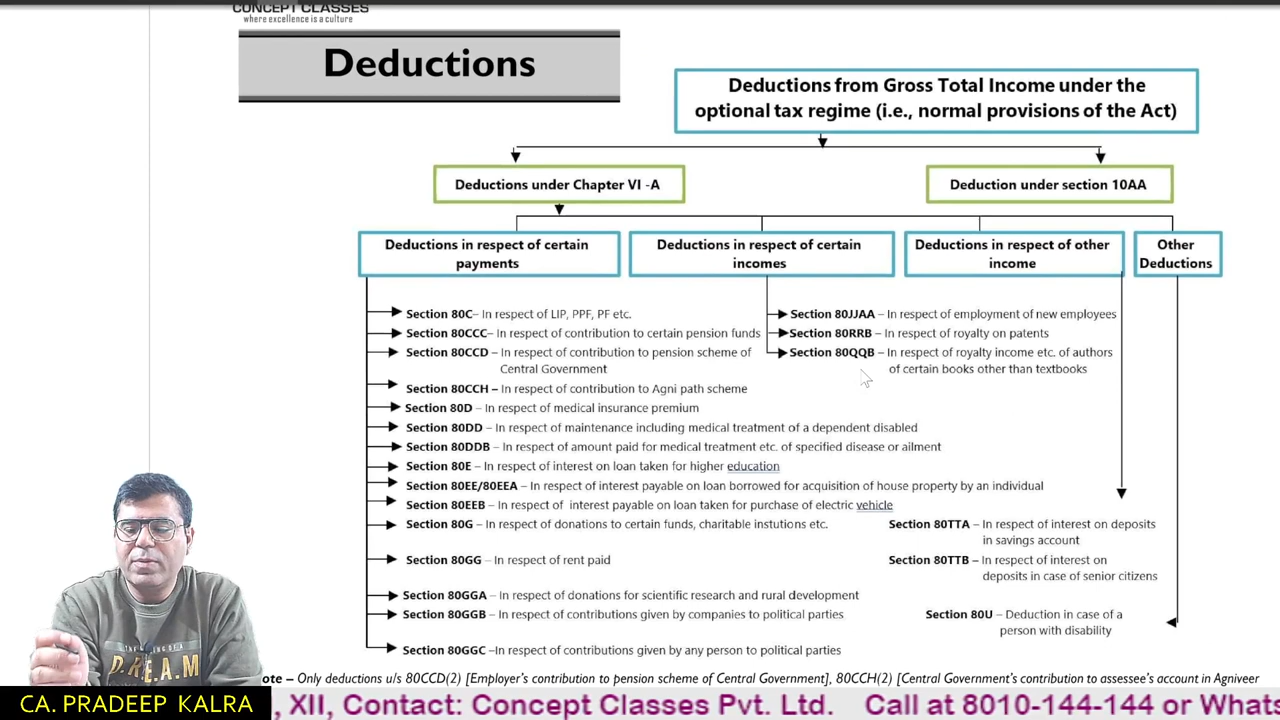 CONCEPT CLASSES
where excellence is a culture
Deductions
Deductions from Gross Total Income under the
optional tax regime (i.e., normal provisions of the Act)
Deductions under Chapter VI -A
Deduction under section 10AA
Deductions in respect of certain
payments
Deductions in respect of certain
incomes
Deductions in respect of other
income
Other
Deductions
Section 80C– In respect of LIP, PPF, PF etc.
Section 80CCC– In respect of contribution to certain pension funds
Section 80CCD – In respect of contribution to pension scheme of
Central Government
Section 80CCH – In respect of contribution to Agni path scheme
Section 80D – In respect of medical insurance premium
Section 80DD – In respect of maintenance including medical treatment of a dependent disabled
Section 80DDB – In respect of amount paid for medical treatment etc. of specified disease or ailment
Section 80E – In respect of interest on loan taken for higher education
Section 80EE/80EEA – In respect of interest payable on loan borrowed for acquisition of house property by an individual
Section 80EEB – In respect of interest payable on loan taken for purchase of electric vehicle
Section 80G – In respect of donations to certain funds, charitable instutions etc.
Section 80GG – In respect of rent paid
Section 80GGA – In respect of donations for scientific research and rural development
Section 80GGB – In respect of contributions given by companies to political parties
Section 80GGC –In respect of contributions given by any person to political parties
Section 80JJAA – In respect of employment of new employees
Section 80RRB – In respect of royalty on patents
Section 80QQB – In respect of royalty income etc. of authors
of certain books other than textbooks
Section 80TTA – In respect of interest on deposits
in savings account
Section 80TTB – In respect of interest on
deposits in case of senior citizens
Section 80U – Deduction in case of a
person with disability
ote – Only deductions u/s 80CCD(2) [Employer's contribution to pension scheme of Central Government], 80CCH(2) [Central Government's contribution to assessee's account in Agniveer
D.R.E.A.M
CA. PRADEEP KALRA
, XII, Contact: Concept Classes Pvt. Ltd. Call at 8010-144-144 or Whats